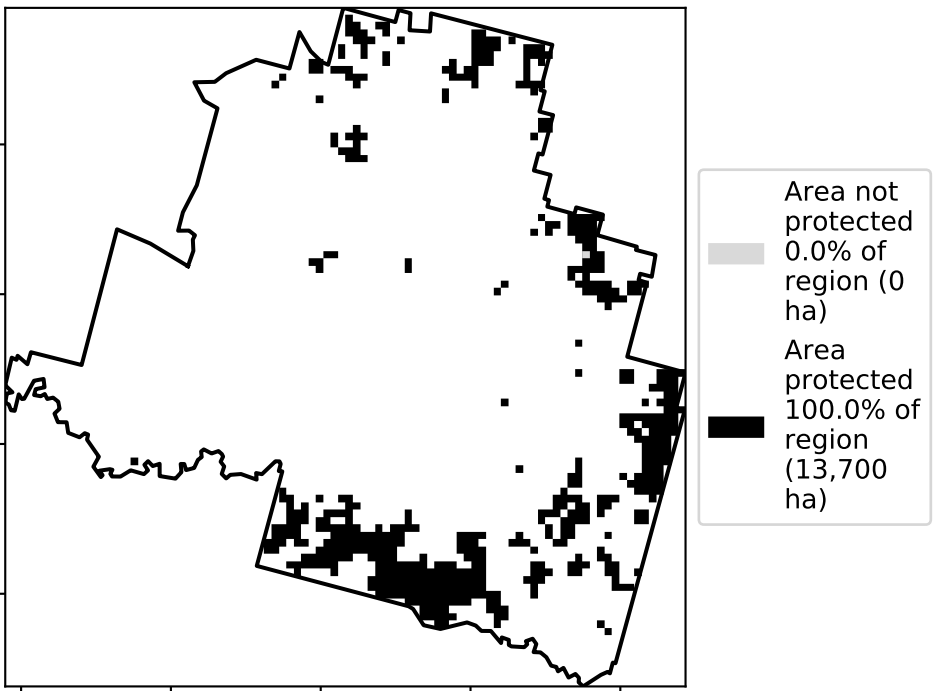 Area not
protected
0.0% of
region (0
ha)
Area
protected
100.0% of
region
(13,700
ha)